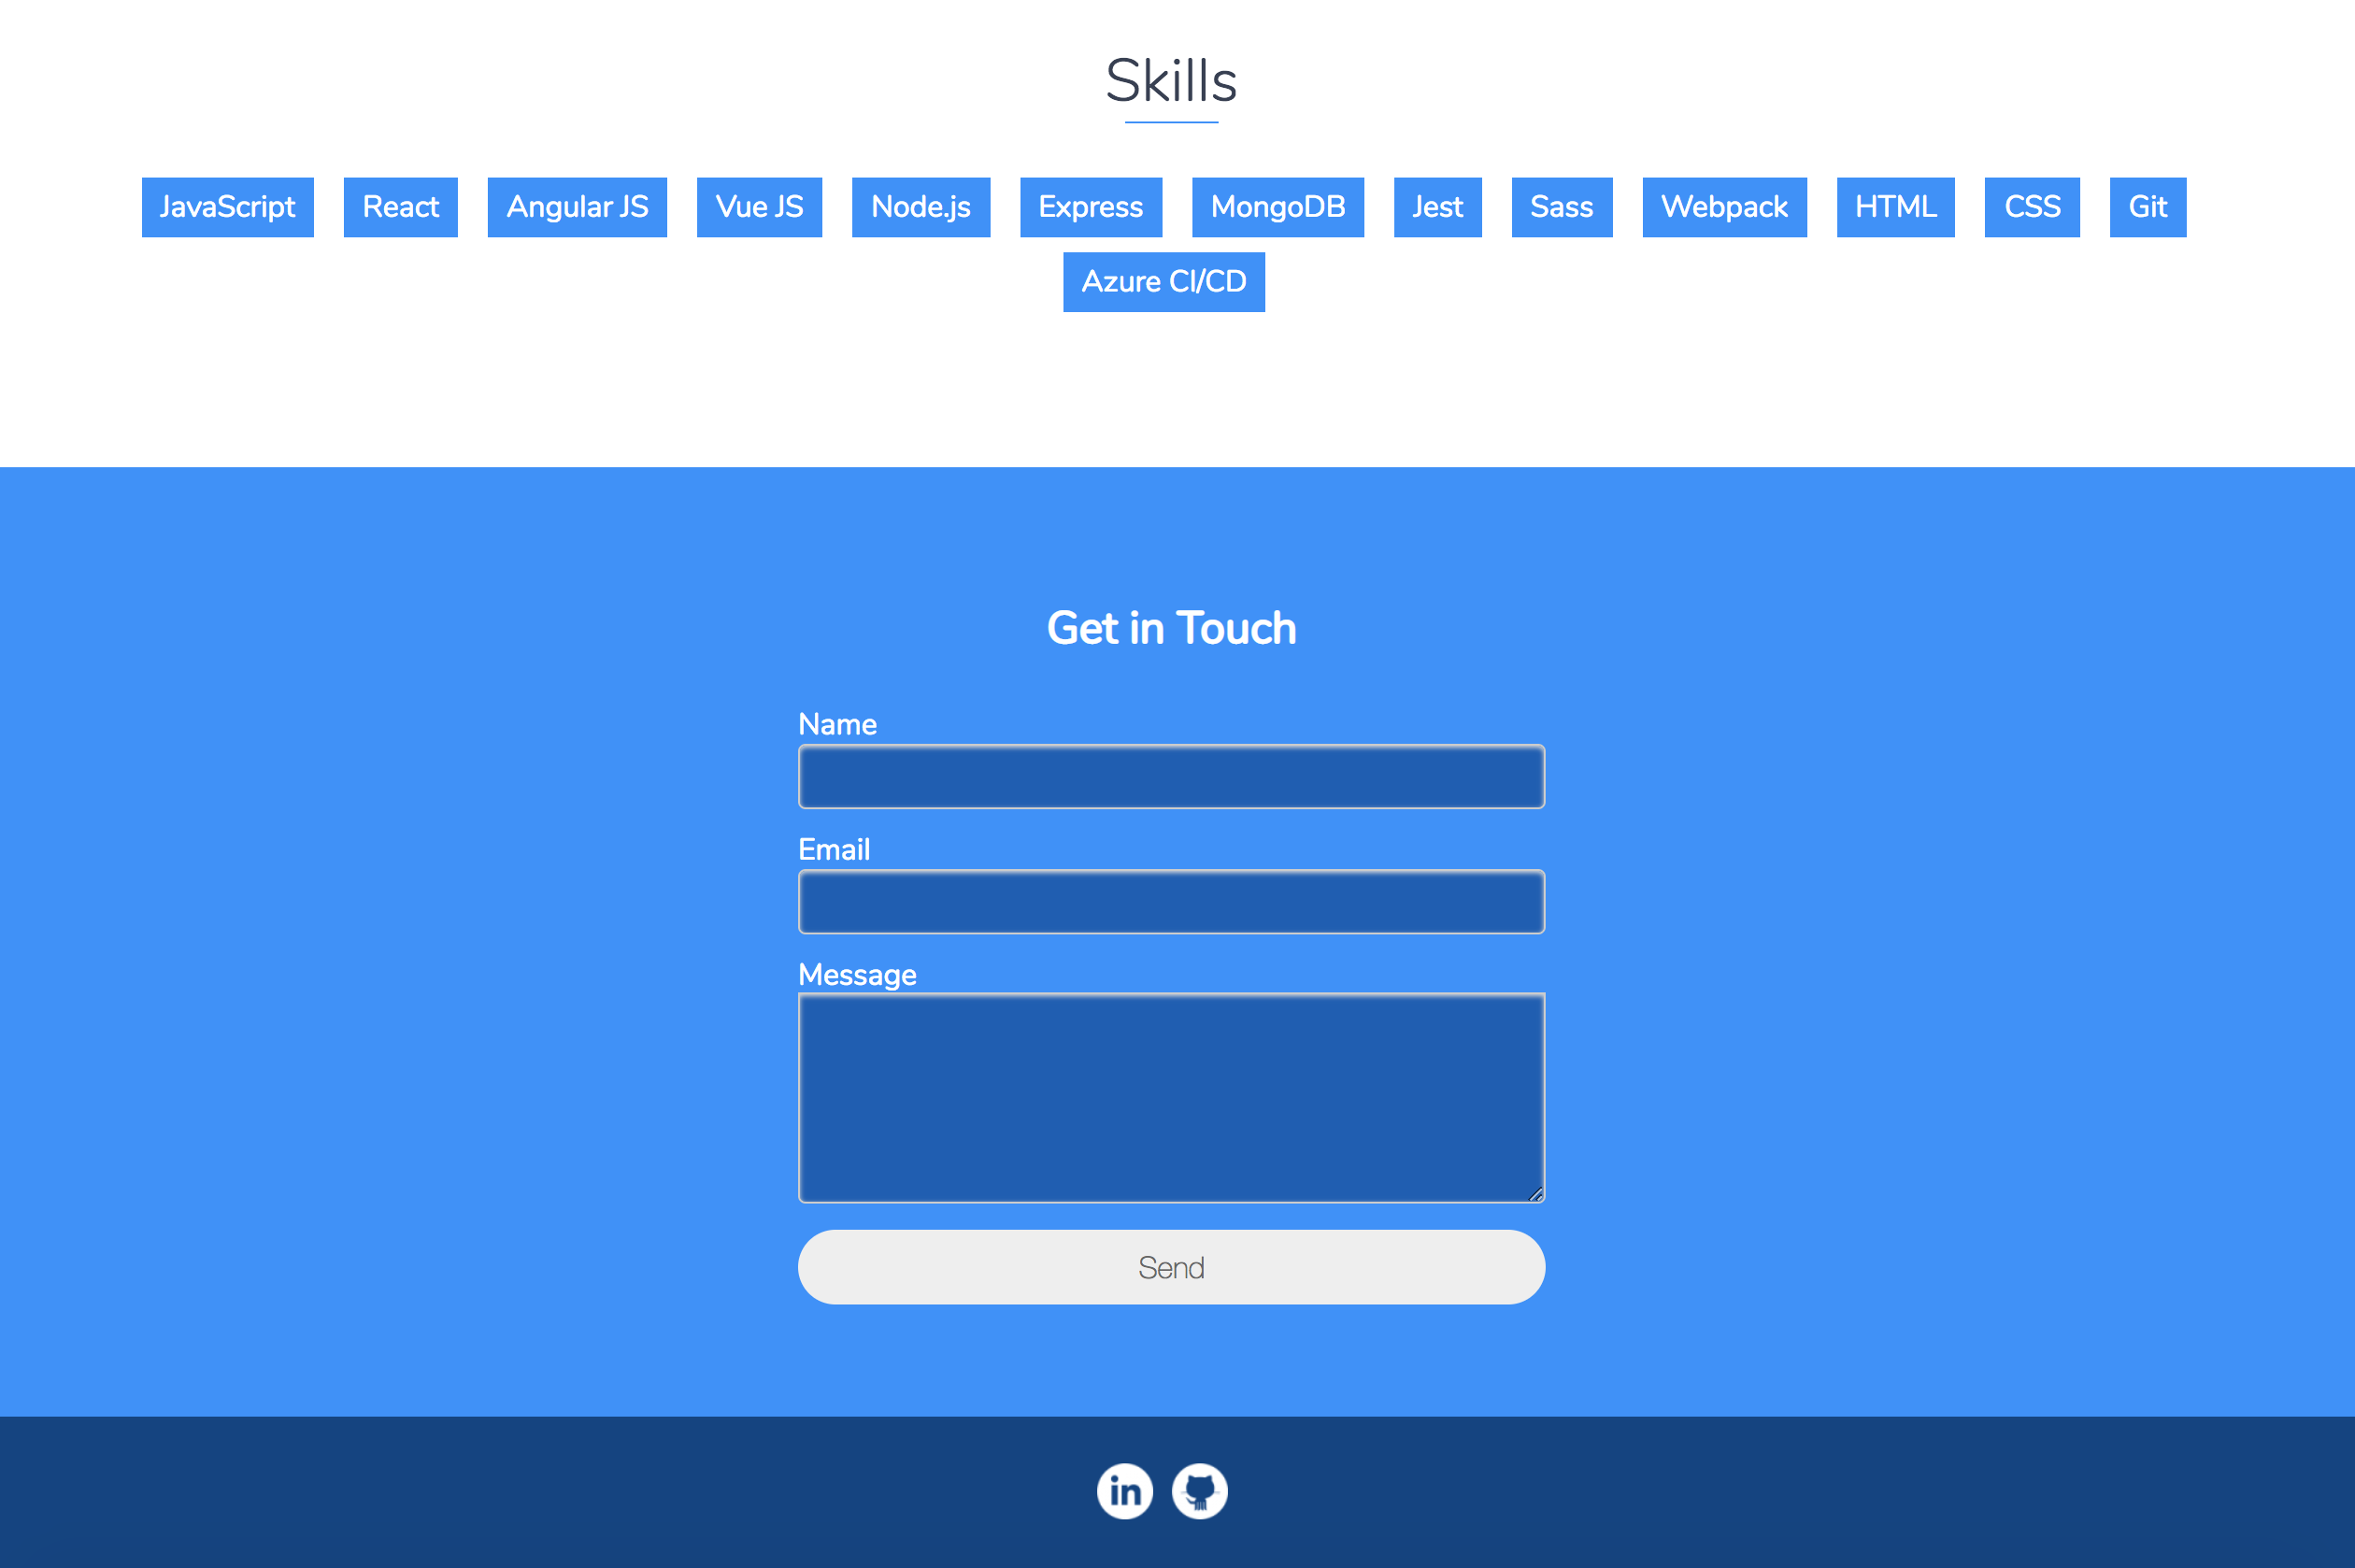 Skills
JavaScript React Angular JS Vue JS Node.js Express MongoDB Jest Sass Webpack HTML CSS Git
Azure CI/CD
Get in Touch
Name
Email
Message
Send
in